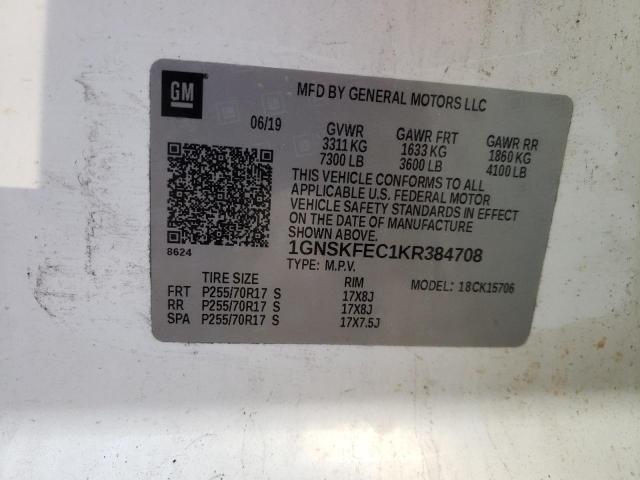 GM
MFD BY GENERAL MOTORS LLC
06/19 GVWR GAWR FRT GAWR RR
3311 KG 1633 KG 1860 KG
7300 LB 3600 LB 4100 LB
THIS VEHICLE CONFORMS TO ALL
APPLICABLE U.S. FEDERAL MOTOR
VEHICLE SAFETY STANDARDS IN EFFECT
ON THE DATE OF MANUFACTURE
SHOWN ABOVE.
8624
1GNSKFEC1KR384708
TYPE: M.P.V.
TIRE SIZE RIM MODEL: 18CK15706
FRT P255/70R17 S 17X8J
RR P255/70R17 S 17X8J
SPA P255/70R17 S 17X7.5J